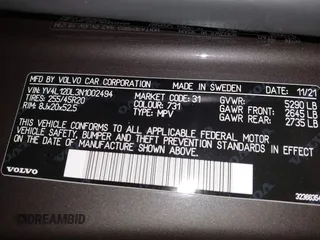 MFD. BY VOLVO CAR CORPORATION MADE IN SWEDEN 11/21
VIN: YV4L12DL3N1002494 MARKET: 31 GVWR: 5290 LB
TIRES: 255/45R20 COLOUR: 731 GAWR FRONT 2645 LB
RIM: 8Jx20x52.5 TYPE: MPV GAWR REAR 2735 LB
THIS VEHICLE CONFORMS TO ALL APPLICABLE FEDERAL MOTOR
VEHICLE SAFETY, BUMPER AND THEFT PREVENTION STANDARDS
IN EFFECT ON THE DATE OF MANUFACTURE SHOWN ABOVE.
VOLVO
© DREAMBID